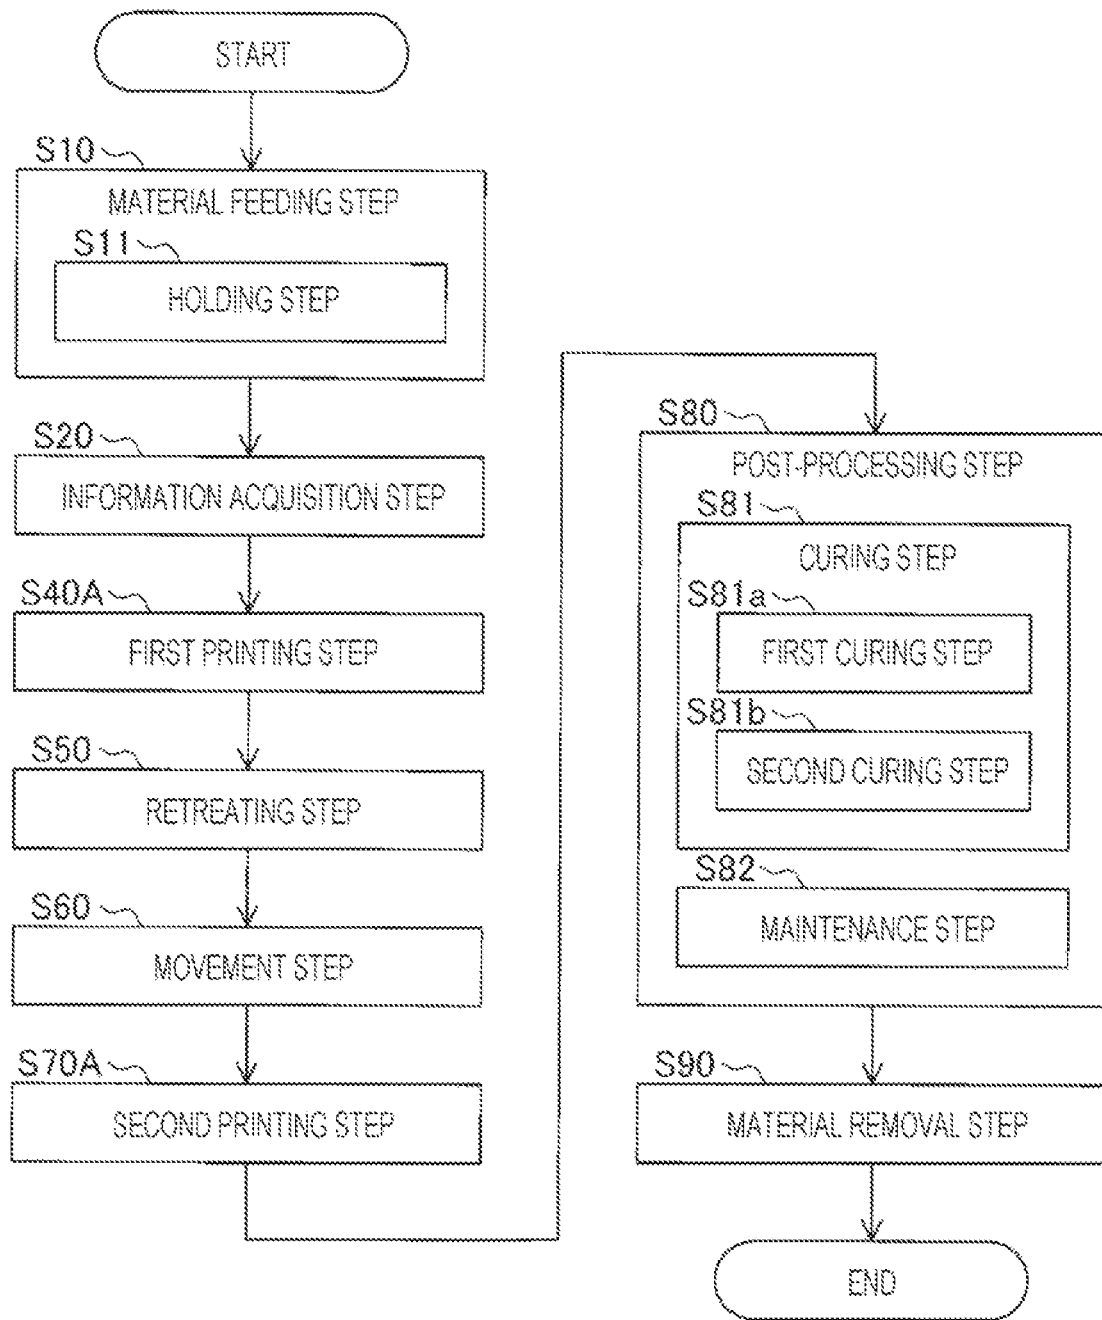 START
S10
MATERIAL FEEDING STEP
S11
HOLDING STEP
S20
INFORMATION ACQUISITION STEP
S40A
FIRST PRINTING STEP
S50
RETREATING STEP
S60
MOVEMENT STEP
S70A
SECOND PRINTING STEP
S80
POST-PROCESSING STEP
S81
CURING STEP
S81a
FIRST CURING STEP
S81b
SECOND CURING STEP
S82
MAINTENANCE STEP
S90
MATERIAL REMOVAL STEP
END